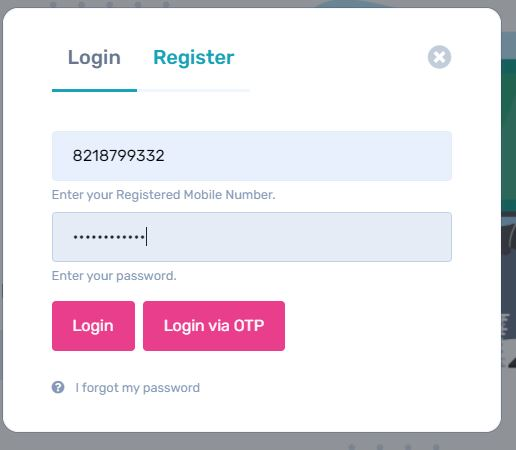 Login Register
8218799332
Enter your Registered Mobile Number.
••••••••••••
Enter your password.
Login Login via OTP
? I forgot my password